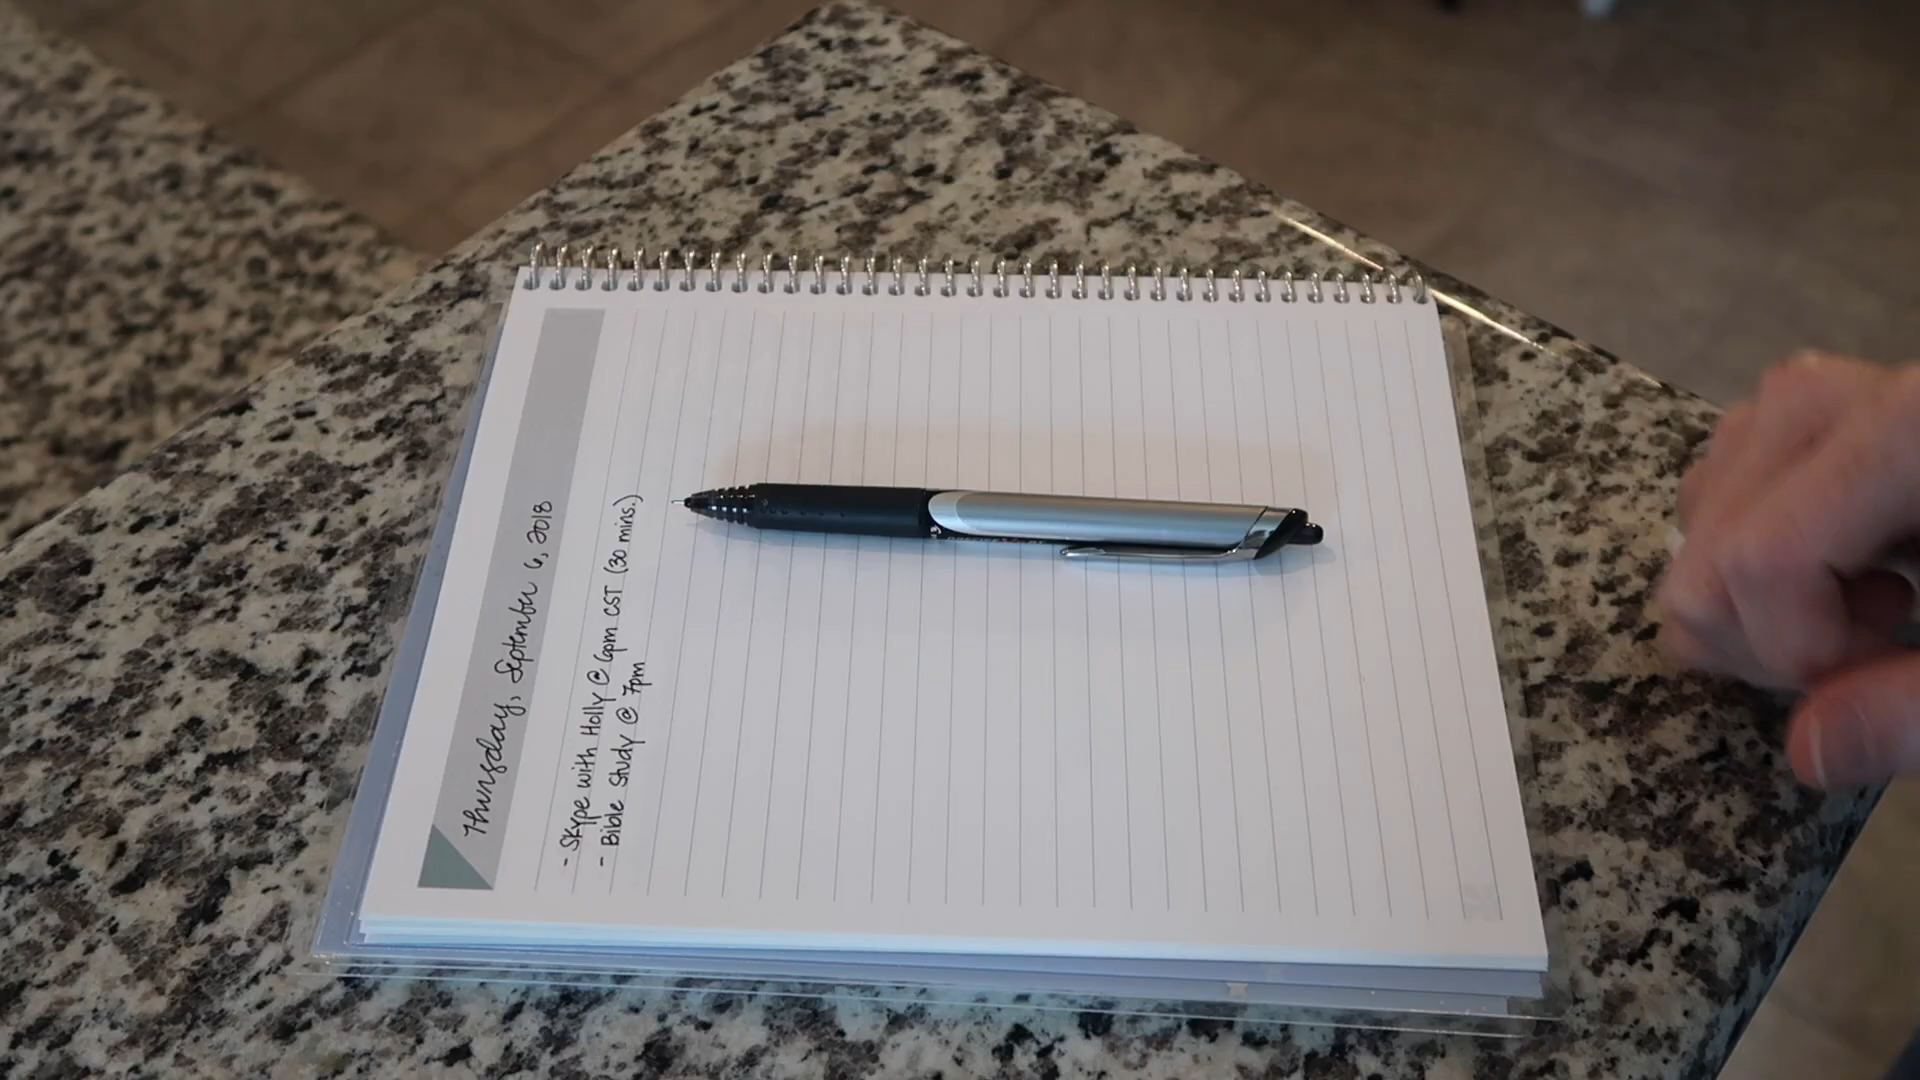 Thursday, September 6, 2018
- Skype with Holly @ 6pm CST (30 mins.)
- Bible Study @ 7pm